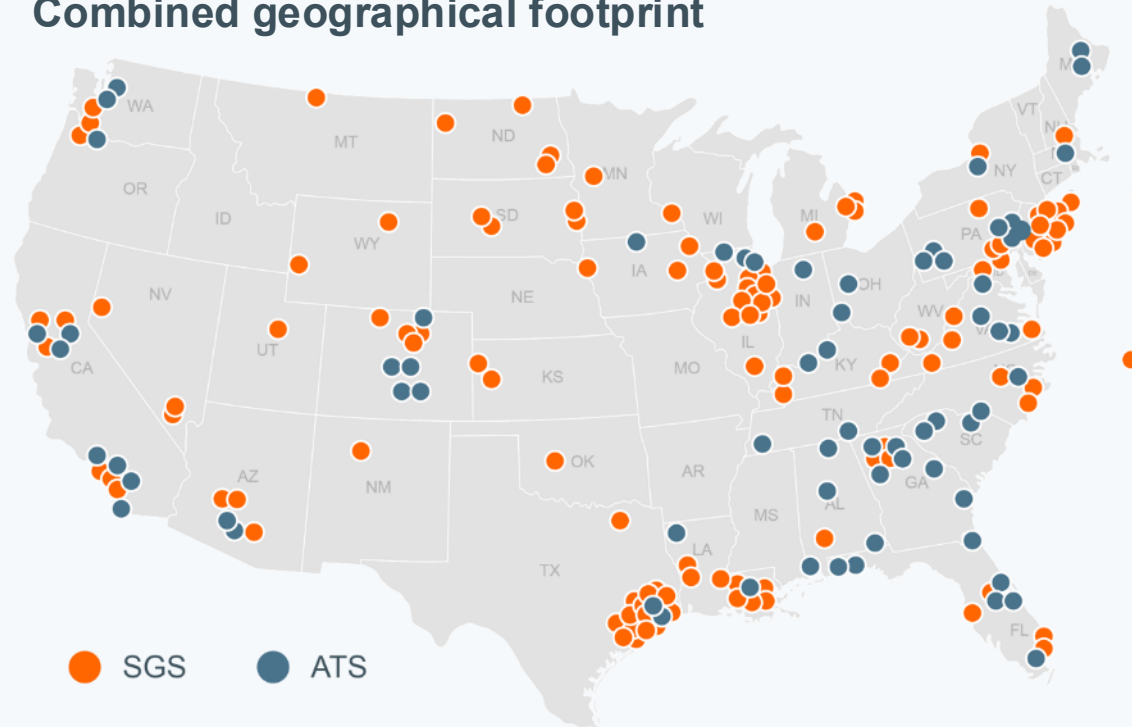 Combined geographical footprint
WA
MT
ND
MN
OR
ID
SD
WI
MI
VT
NY
CT
WY
IA
PA
NV
NE
IN
OH
WV
VA
UT
IL
CA
KS
MO
KY
TN
AZ
NM
OK
AR
SC
GA
MS
AL
TX
LA
FL
SGS
ATS